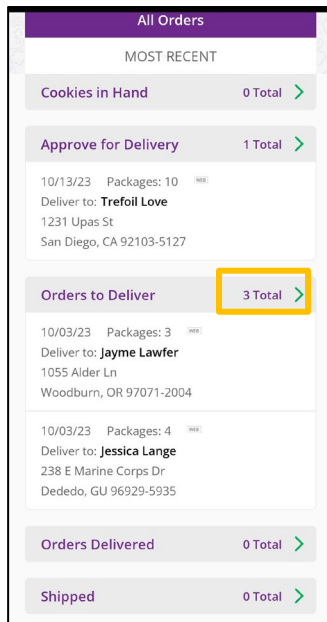 All Orders
MOST RECENT
Cookies in Hand 0 Total
Approve for Delivery 1 Total
10/13/23 Packages: 10 WEB
Deliver to: Trefoil Love
1231 Upas St
San Diego, CA 92103-5127
Orders to Deliver 3 Total
10/03/23 Packages: 3 WEB
Deliver to: Jayme Lawfer
1055 Alder Ln
Woodburn, OR 97071-2004
10/03/23 Packages: 4 WEB
Deliver to: Jessica Lange
238 E Marine Corps Dr
Dededo, GU 96929-5935
Orders Delivered 0 Total
Shipped 0 Total